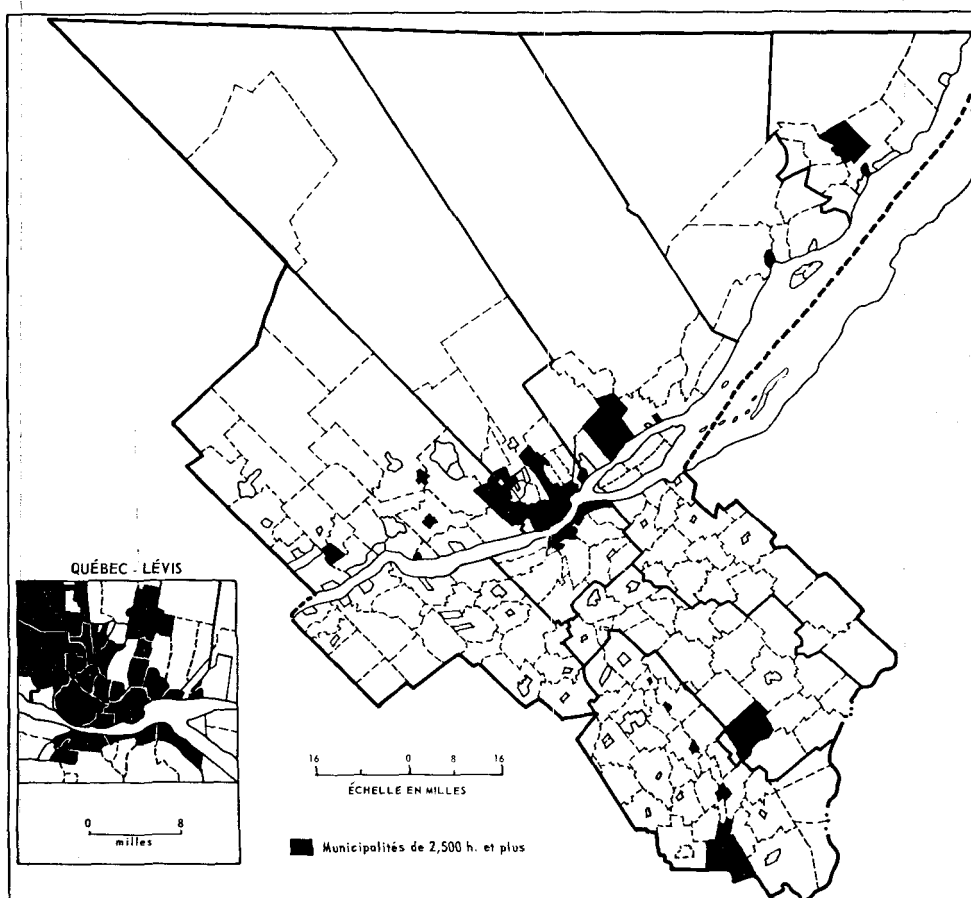 QUÉBEC - LÉVIS
0 8
milles
16 0 8 16
ÉCHELLE EN MILLES
Municipalités de 2,500 h. et plus